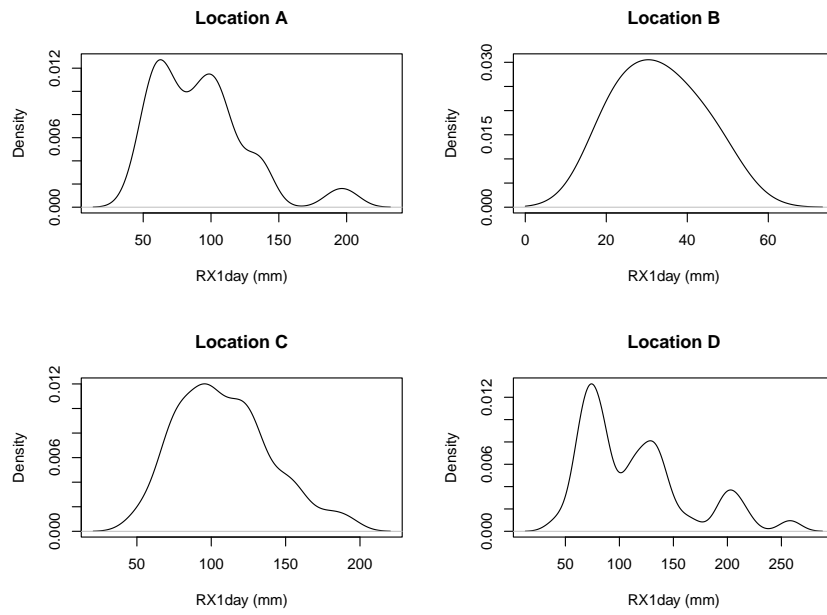 Location A
Density
0.000
0.006
0.012
50 100 150 200
RX1day (mm)
Location B
Density
0.000
0.015
0.030
0 20 40 60
RX1day (mm)
Location C
Density
0.000
0.006
0.012
50 100 150 200
RX1day (mm)
Location D
Density
0.000
0.006
0.012
50 100 150 200 250
RX1day (mm)